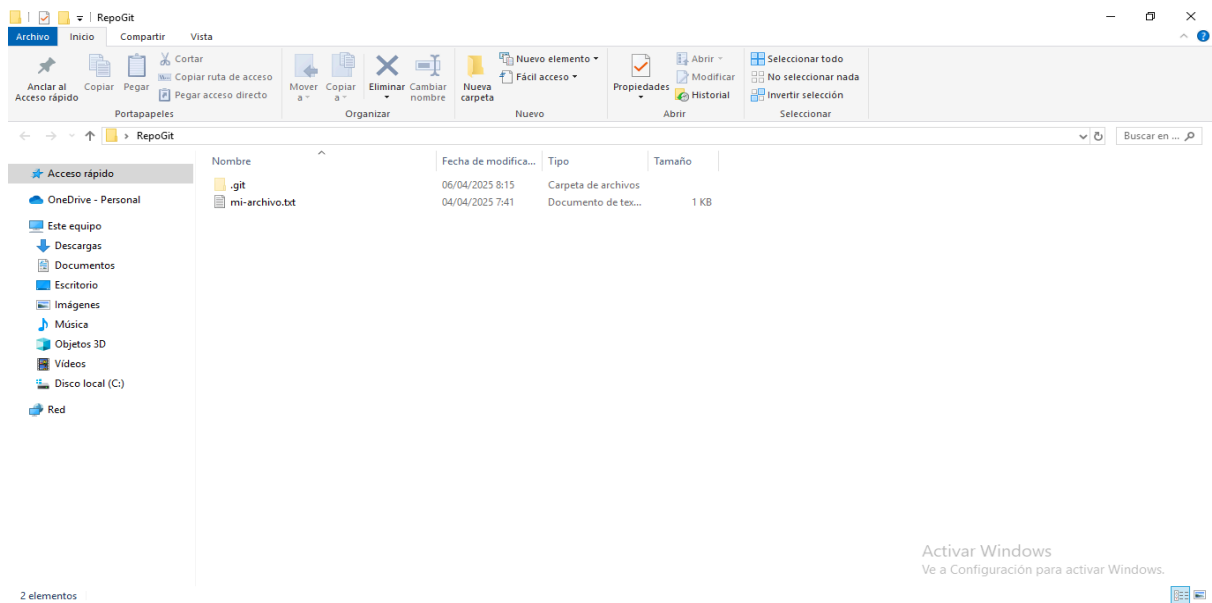 RepoGit
Archivo Inicio Compartir Vista
Anclar al Acceso rápido
Copiar
Pegar
Cortar
Copiar ruta de acceso
Pegar acceso directo
Portapapeles
Mover a
Copiar a
Eliminar
Cambiar nombre
Organizar
Nueva carpeta
Nuevo elemento
Fácil acceso
Nuevo
Propiedades
Abrir
Modificar
Historial
Abrir
Seleccionar todo
No seleccionar nada
Invertir selección
Seleccionar
RepoGit
Buscar en ...
Nombre Fecha de modifica... Tipo Tamaño
.git 06/04/2025 8:15 Carpeta de archivos
mi-archivo.txt 04/04/2025 7:41 Documento de tex... 1 KB
Acceso rápido
OneDrive - Personal
Este equipo
Descargas
Documentos
Escritorio
Imágenes
Música
Objetos 3D
Vídeos
Disco local (C:)
Red
Activar Windows
Ve a Configuración para activar Windows.
2 elementos